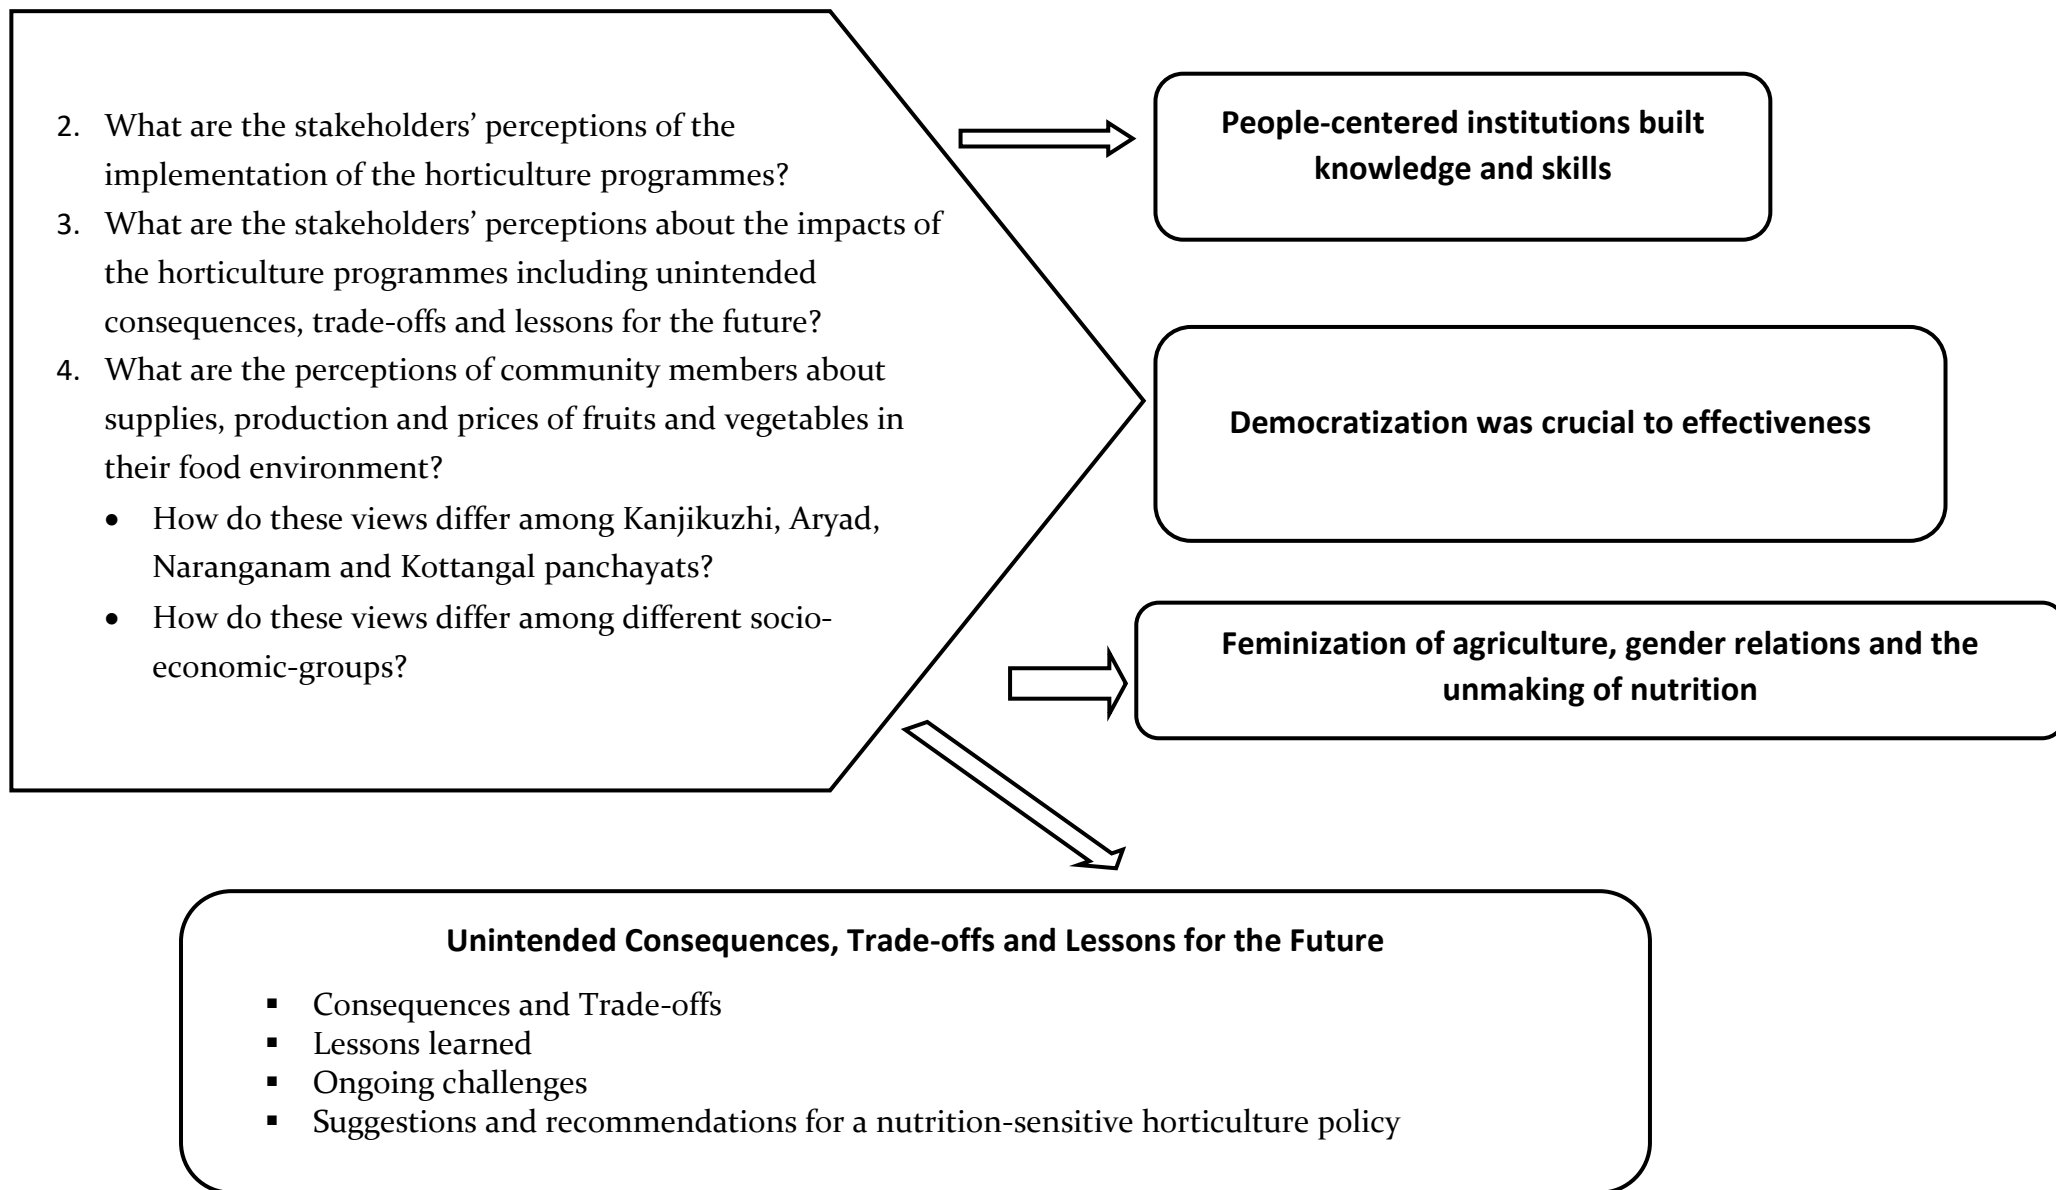 2. What are the stakeholders’ perceptions of the
implementation of the horticulture programmes?
3. What are the stakeholders’ perceptions about the impacts of
the horticulture programmes including unintended
consequences, trade-offs and lessons for the future?
4. What are the perceptions of community members about
supplies, production and prices of fruits and vegetables in
their food environment?
• How do these views differ among Kanjikuzhi, Aryad,
Naranganam and Kottangal panchayats?
• How do these views differ among different socio-
economic-groups?
People-centered institutions built
knowledge and skills
Democratization was crucial to effectiveness
Feminization of agriculture, gender relations and the
unmaking of nutrition
Unintended Consequences, Trade-offs and Lessons for the Future
▪ Consequences and Trade-offs
▪ Lessons learned
▪ Ongoing challenges
▪ Suggestions and recommendations for a nutrition-sensitive horticulture policy